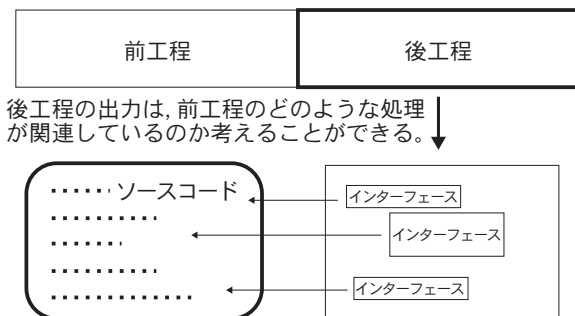 前工程
後工程
後工程の出力は,前工程のどのような処理
が関連しているのか考えることができる。
ソースコード
インターフェース
インターフェース
インターフェース